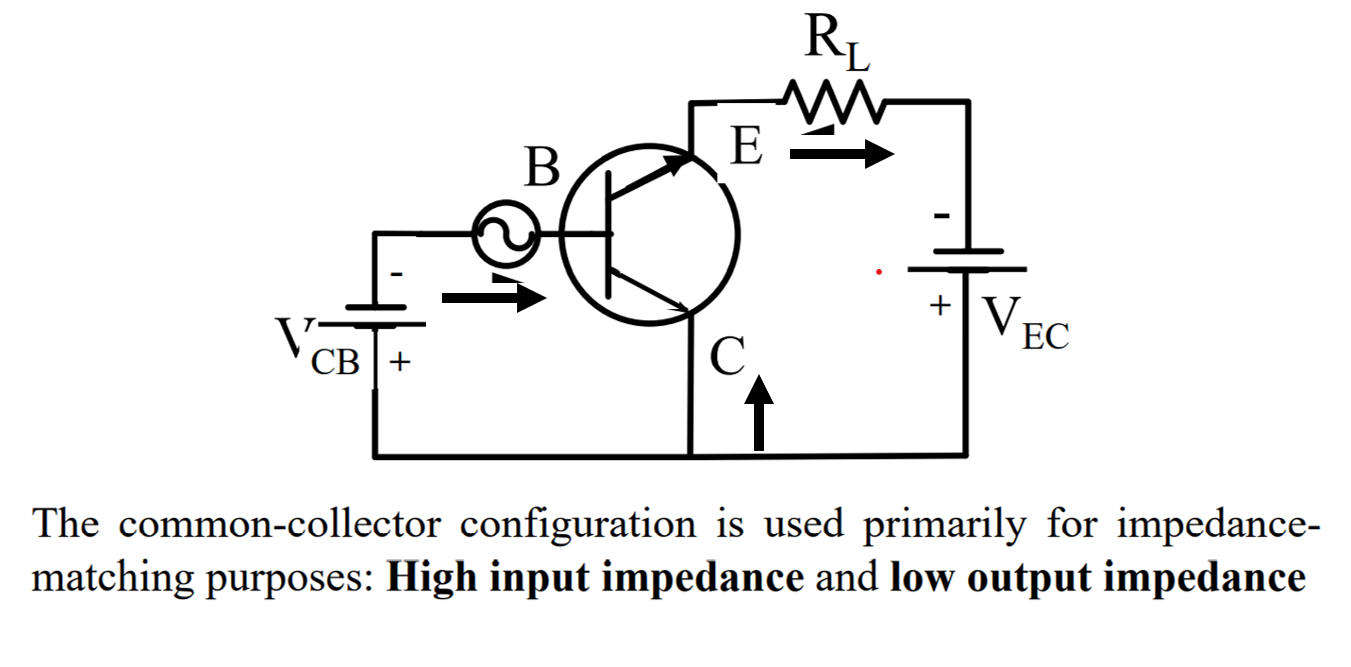 R_L
B
E
-
-
+
V_EC
V_CB
+
C
The common-collector configuration is used primarily for impedance-
matching purposes: High input impedance and low output impedance